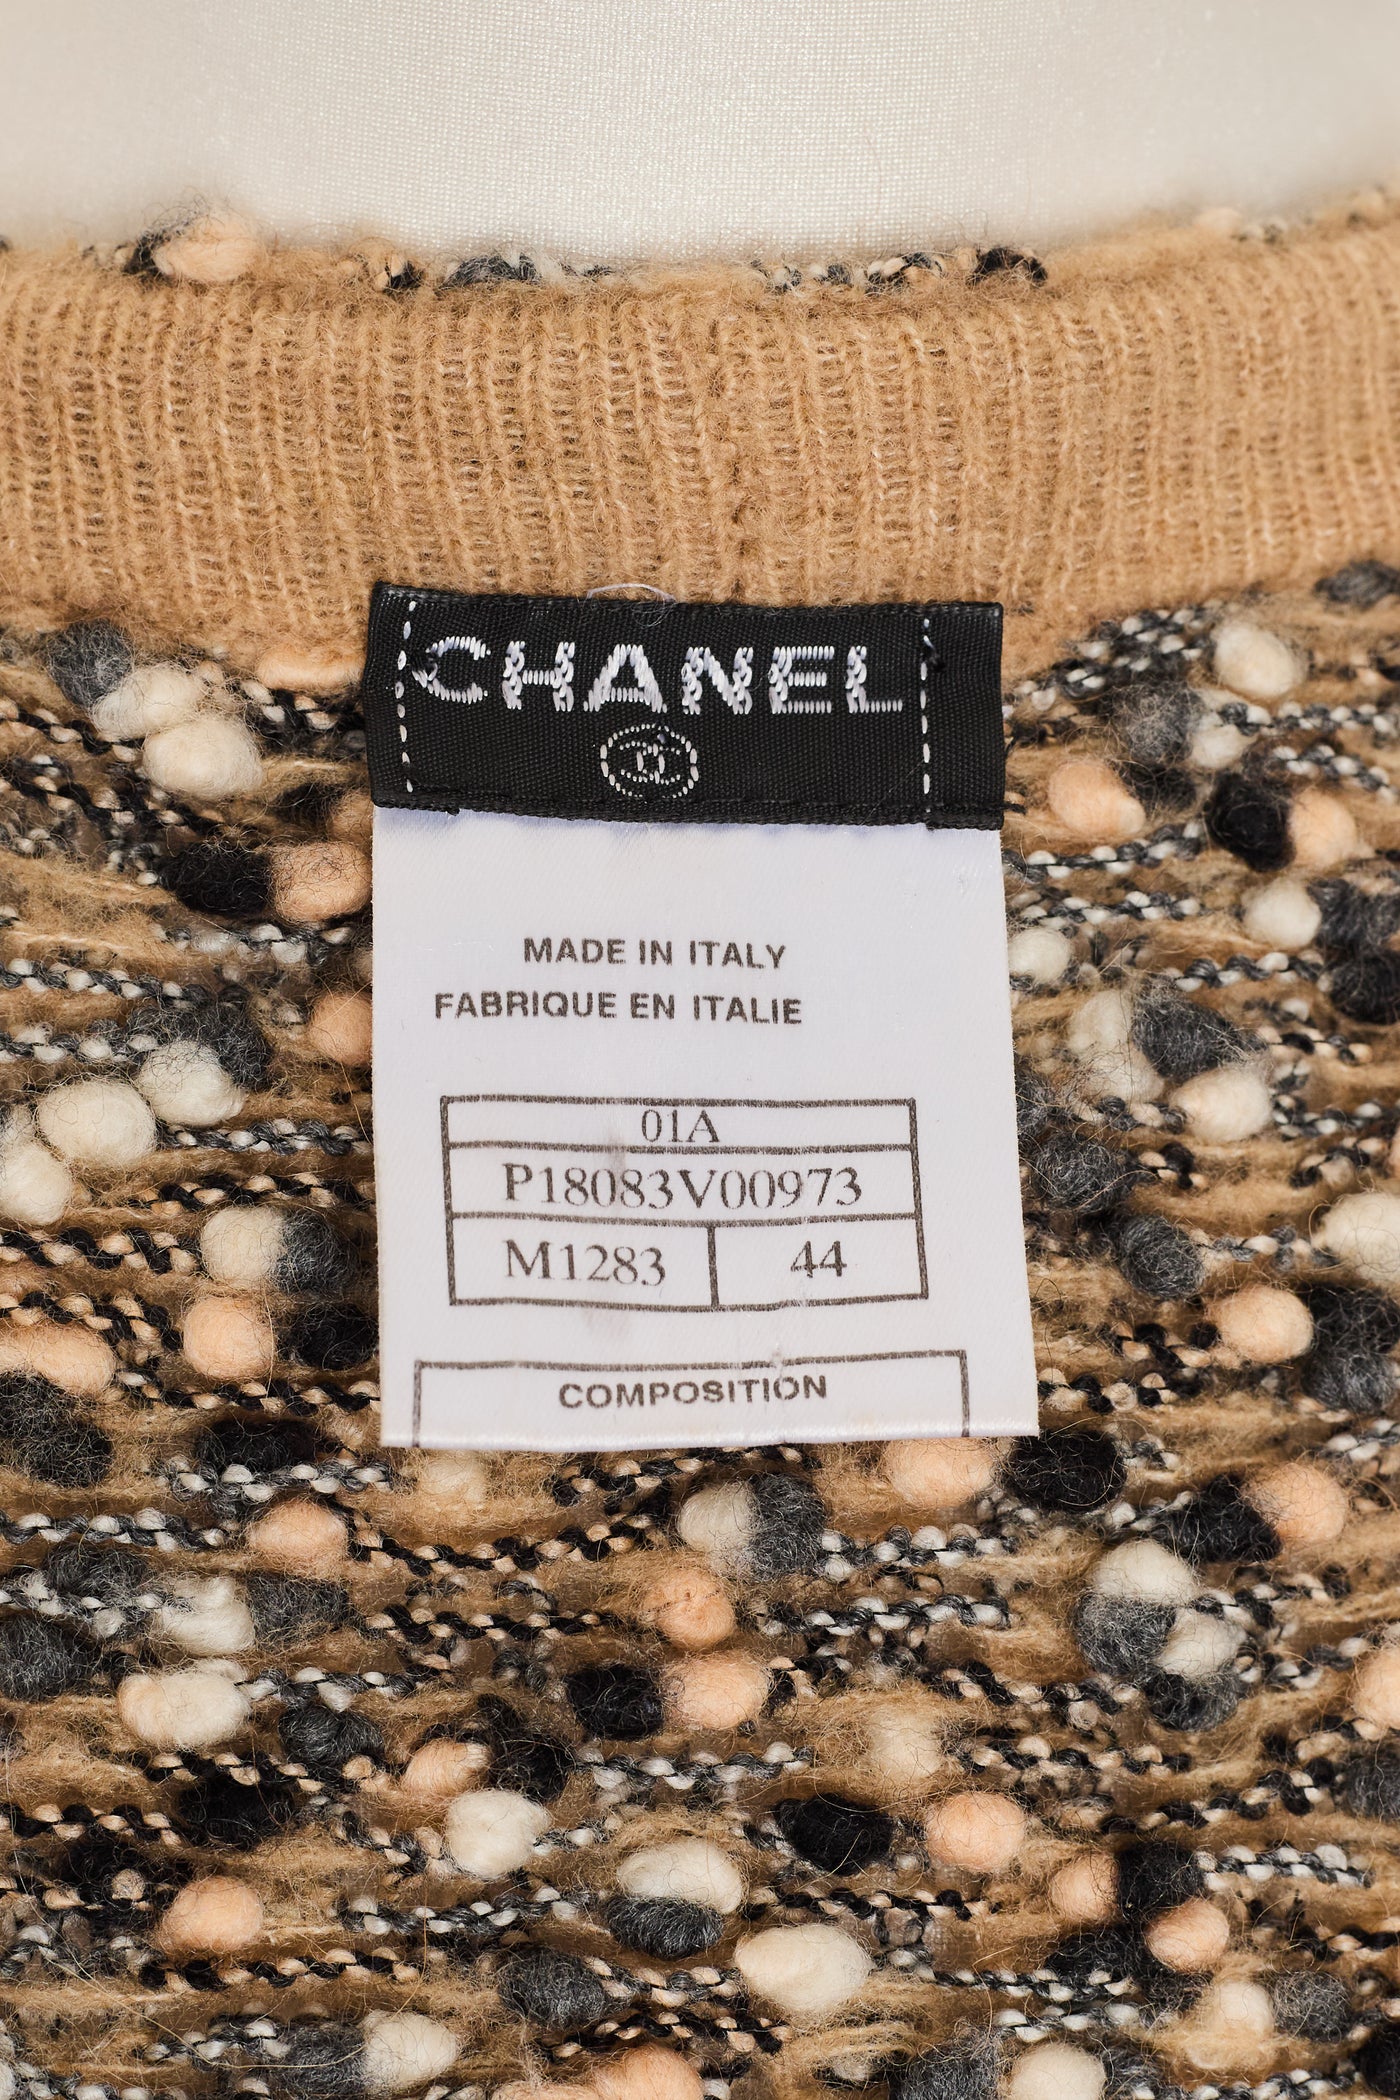 CHANEL
MADE IN ITALY
FABRIQUE EN ITALIE
01A
P18083V00973
M1283 44
COMPOSITION